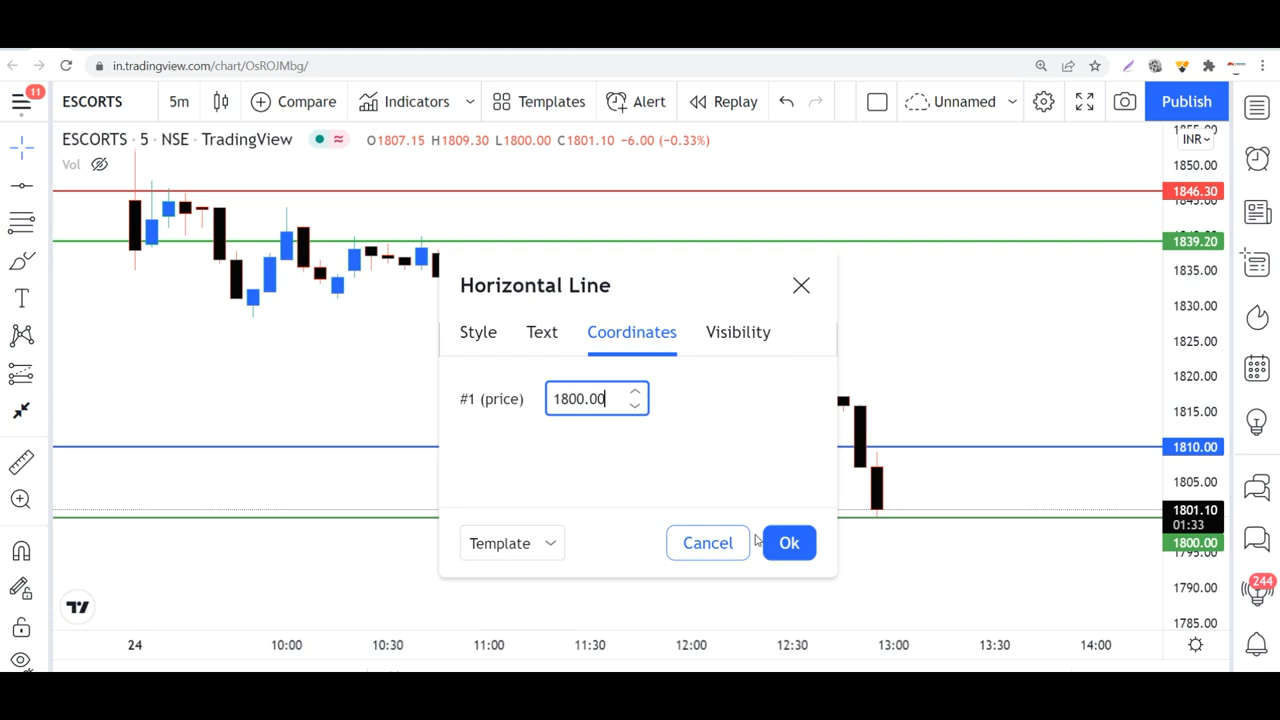 in.tradingview.com/chart/OsROJMbg/
11
ESCORTS
5m
Compare
Indicators
Templates
Alert
Replay
Unnamed
Publish
ESCORTS · 5 · NSE · TradingView
O1807.15 H1809.30 L1800.00 C1801.10 −6.00 (−0.33%)
Vol
INR
1850.00
1846.30
1839.20
1835.00
1830.00
1825.00
1820.00
1815.00
1810.00
1805.00
1801.10
01:33
1800.00
1790.00
1785.00
Horizontal Line
Style
Text
Coordinates
Visibility
#1 (price)
1800.00
Template
Cancel
Ok
244
24
10:00
10:30
11:00
11:30
12:00
12:30
13:00
13:30
14:00